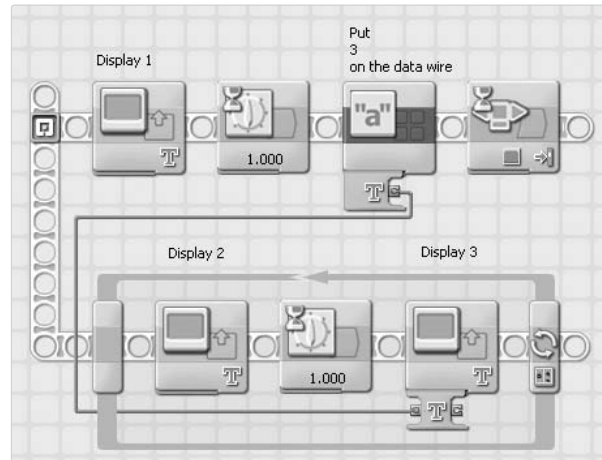 Put
3
on the data wire
Display 1
"a"
1.000
T
T
Display 2
Display 3
1.000
T
T
T